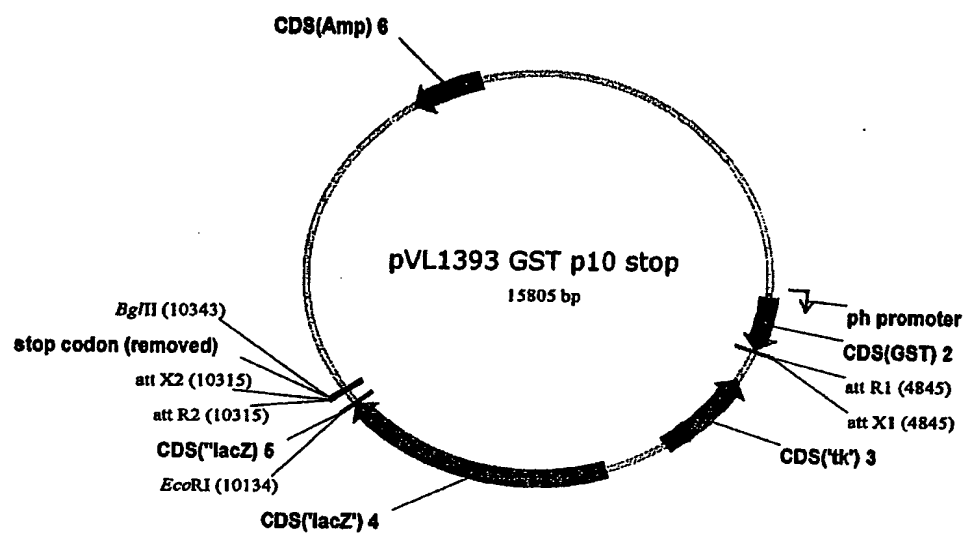 CDS(Amp) 6
pVL1393 GST p10 stop
15805 bp
BglII (10343)
stop codon (removed)
att X2 (10315)
att R2 (10315)
CDS("lacZ) 5
EcoRI (10134)
CDS('lacZ') 4
ph promoter
CDS(GST) 2
att R1 (4845)
att X1 (4845)
CDS('tk') 3